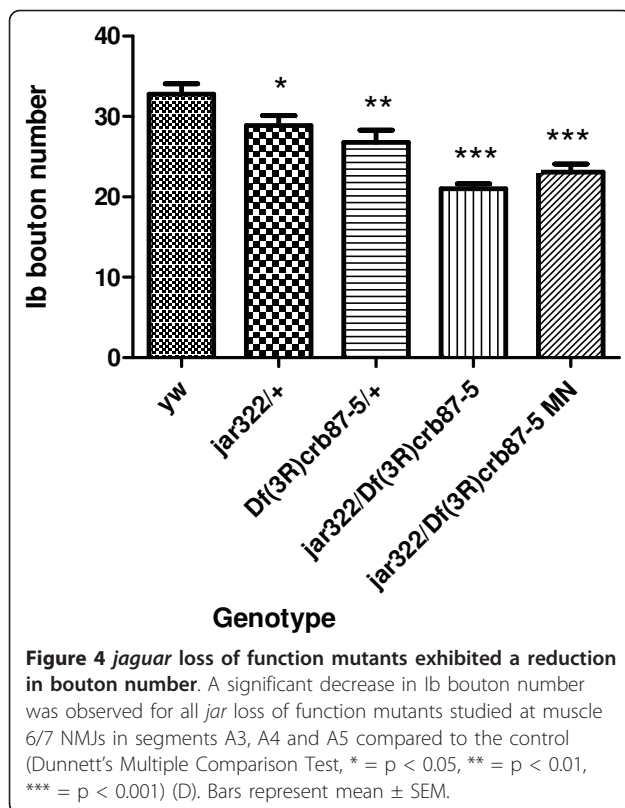 40
30
20
10
0
Ib bouton number
*
**
***
***
yw
jar322/+
Df(3R)crb87-5/+
jar322/Df(3R)crb87-5
jar322/Df(3R)crb87-5 MN
Genotype
Figure 4 jaguar loss of function mutants exhibited a reduction
in bouton number. A significant decrease in Ib bouton number
was observed for all jar loss of function mutants studied at muscle
6/7 NMJs in segments A3, A4 and A5 compared to the control
(Dunnett's Multiple Comparison Test, * = p < 0.05, ** = p < 0.01,
*** = p < 0.001) (D). Bars represent mean ± SEM.